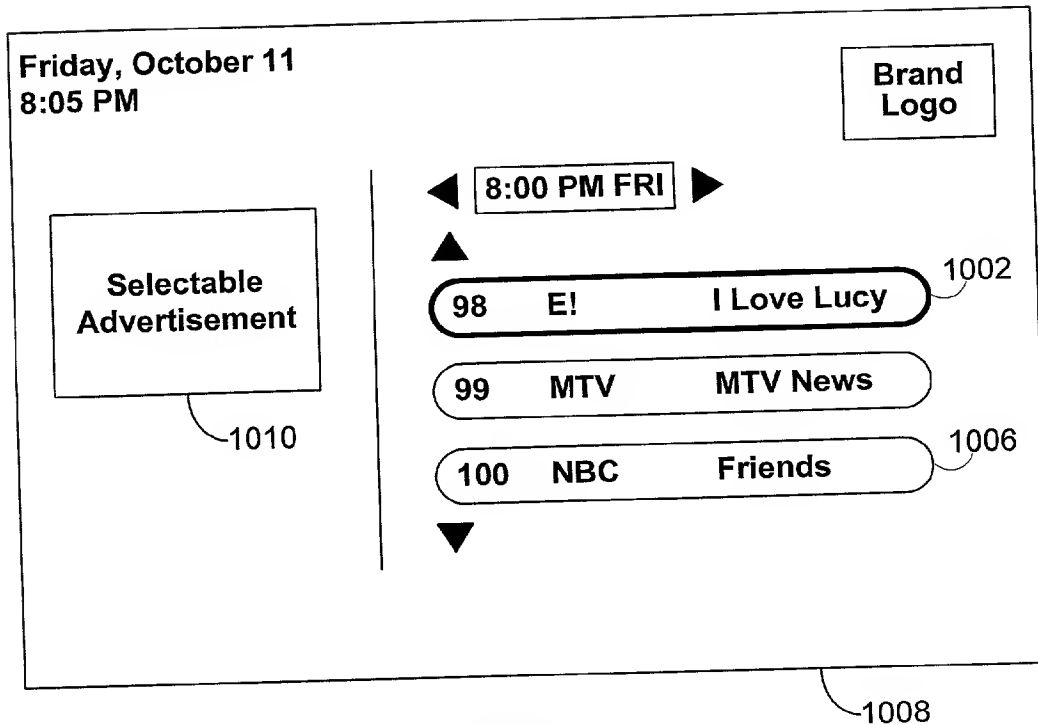 Friday, October 11
8:05 PM
Brand
Logo
8:00 PM FRI
Selectable
Advertisement
1010
98 E! I Love Lucy
1002
99 MTV MTV News
100 NBC Friends
1006
1008